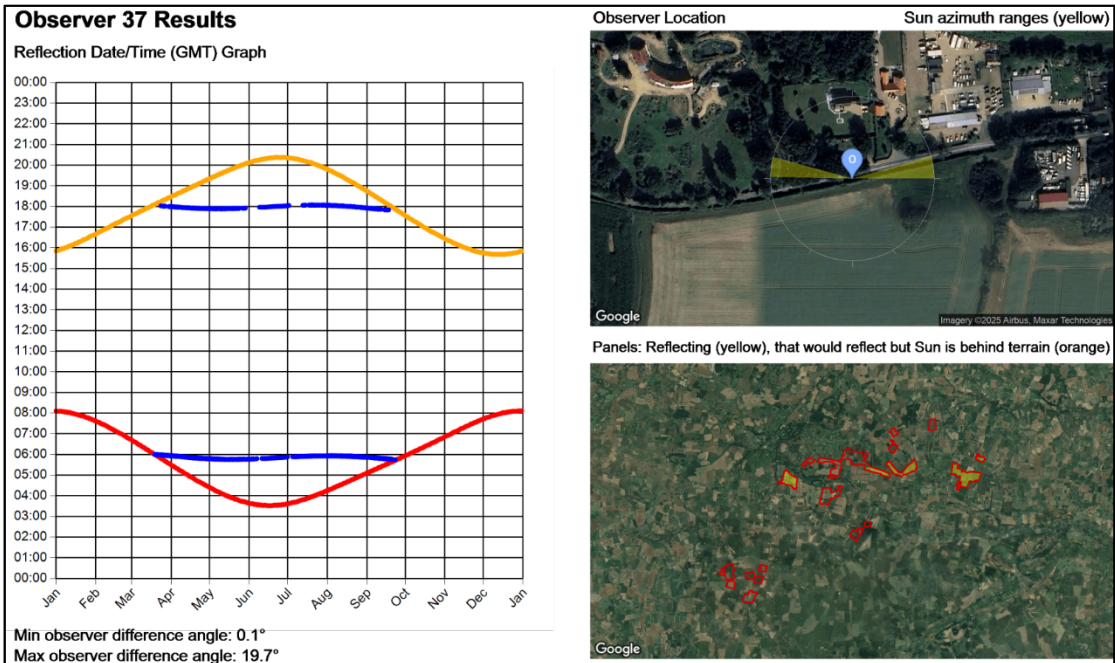 Observer 37 Results
Reflection Date/Time (GMT) Graph
00:00
23:00
22:00
21:00
20:00
19:00
18:00
17:00
16:00
15:00
14:00
13:00
12:00
11:00
10:00
09:00
08:00
07:00
06:00
05:00
04:00
03:00
02:00
01:00
00:00
Jan Feb Mar Apr May Jun Jul Aug Sep Oct Nov Dec Jan
Min observer difference angle: 0.1°
Max observer difference angle: 19.7°
Observer Location Sun azimuth ranges (yellow)
O
Google
Imagery ©2025 Airbus, Maxar Technologies
Panels: Reflecting (yellow), that would reflect but Sun is behind terrain (orange)
Google